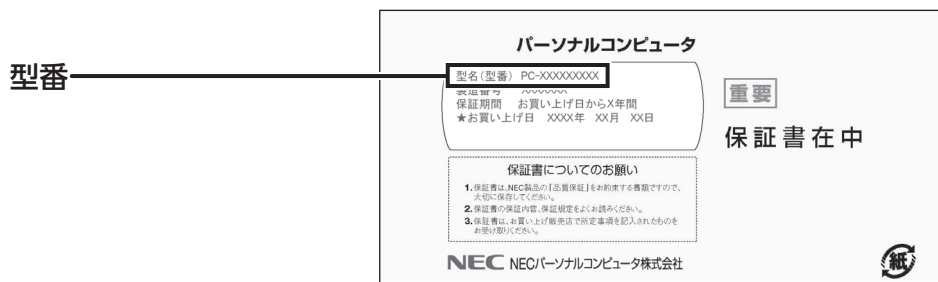 型番
パーソナルコンピュータ
型名(型番) PC-XXXXXXXXX
製造番号 XXXXXXX
保証期間 お買い上げ日からX年間
★お買い上げ日 XXXX年 XX月 XX日
重要
保証書在中
保証書についてのお願い
1.保証書は、NEC製品の「品質保証」をお約束する書類ですので、
大切に保存してください。
2.保証書の保証内容、保証規定をよくお読みください。
3.保証書は、お買い上げ販売店で所定事項を記入されたものを
お受け取りください。
NEC NECパーソナルコンピュータ株式会社
紙